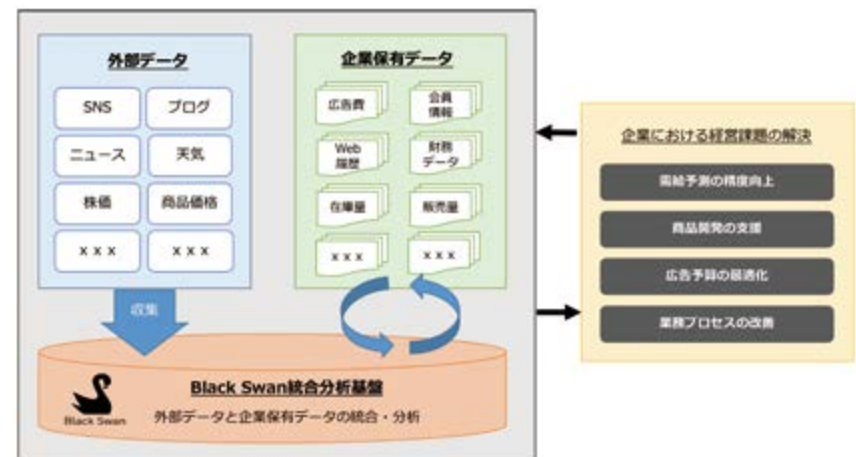 外部データ
SNS
ブログ
ニュース
天気
株価
商品価格
x x x
x x x
企業保有データ
広告費
会員
情報
Web
履歴
財務
データ
在庫量
販売量
x x x
x x x
収集
Black Swan統合分析基盤
外部データと企業保有データの統合・分析
Black Swan
企業における経営課題の解決
需給予測の精度向上
商品開発の支援
広告予算の最適化
業務プロセスの改善